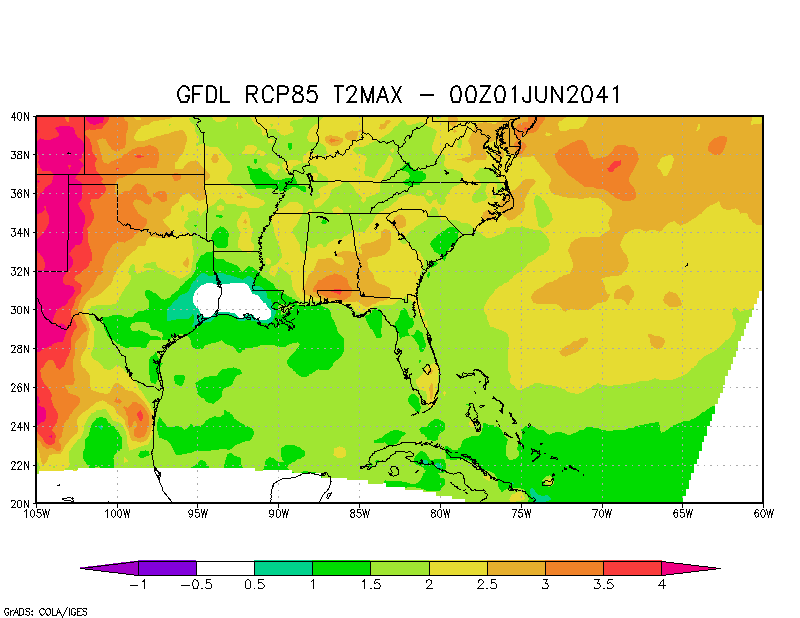 GFDL RCP85 T2MAX – 00Z01JUN2041
40N
38N
36N
34N
32N
30N
28N
26N
24N
22N
20N
105W 100W 95W 90W 85W 80W 75W 70W 65W 60W
-1 -0.5 0.5 1 1.5 2 2.5 3 3.5 4
GrADS: COLA/IGES